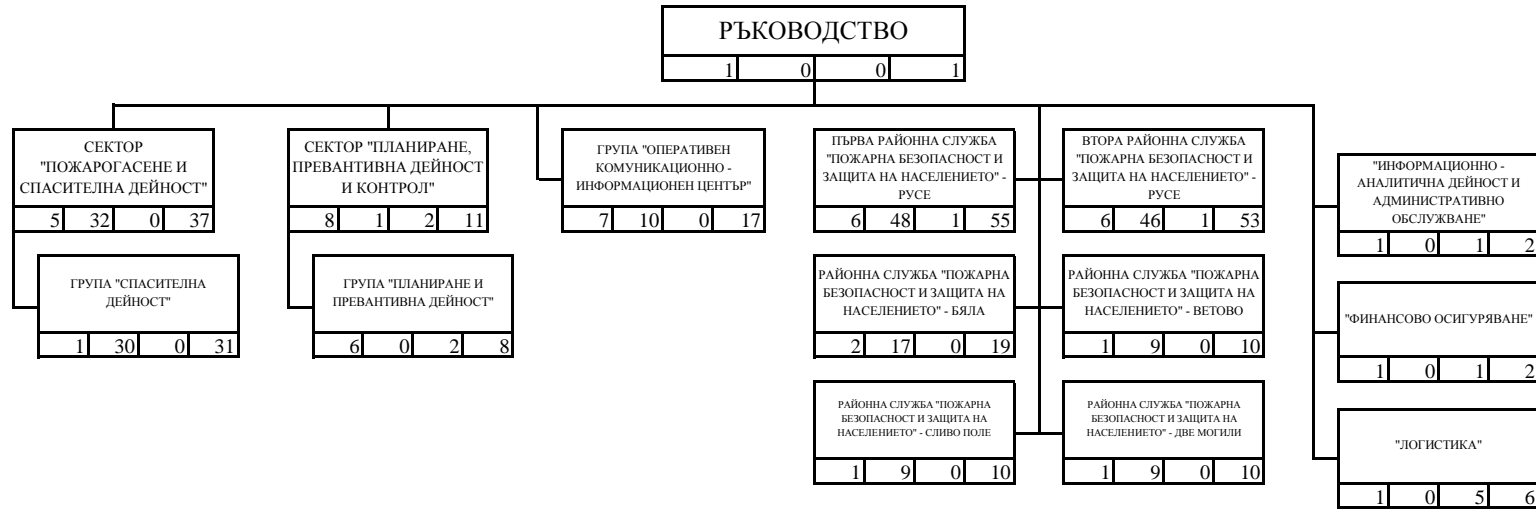 РЪКОВОДСТВО
1 0 0 1
СЕКТОР
"ПОЖАРОГАСЕНЕ И
СПАСИТЕЛНА ДЕЙНОСТ"
5 32 0 37
ГРУПА "СПАСИТЕЛНА
ДЕЙНОСТ"
1 30 0 31
СЕКТОР "ПЛАНИРАНЕ,
ПРЕВАНТИВНА ДЕЙНОСТ
И КОНТРОЛ"
8 1 2 11
ГРУПА "ПЛАНИРАНЕ И
ПРЕВАНТИВНА ДЕЙНОСТ"
6 0 2 8
ГРУПА "ОПЕРАТИВЕН
КОМУНИКАЦИОННО -
ИНФОРМАЦИОНЕН ЦЕНТЪР"
7 10 0 17
ПЪРВА РАЙОННА СЛУЖБА
"ПОЖАРНА БЕЗОПАСНОСТ И
ЗАЩИТА НА НАСЕЛЕНИЕТО" -
РУСЕ
6 48 1 55
ВТОРА РАЙОННА СЛУЖБА
"ПОЖАРНА БЕЗОПАСНОСТ И
ЗАЩИТА НА НАСЕЛЕНИЕТО" -
РУСЕ
6 46 1 53
РАЙОННА СЛУЖБА "ПОЖАРНА
БЕЗОПАСНОСТ И ЗАЩИТА НА
НАСЕЛЕНИЕТО" - БЯЛА
2 17 0 19
РАЙОННА СЛУЖБА "ПОЖАРНА
БЕЗОПАСНОСТ И ЗАЩИТА НА
НАСЕЛЕНИЕТО" - ВЕТОВО
1 9 0 10
РАЙОННА СЛУЖБА "ПОЖАРНА
БЕЗОПАСНОСТ И ЗАЩИТА НА
НАСЕЛЕНИЕТО" - СЛИВО ПОЛЕ
1 9 0 10
РАЙОННА СЛУЖБА "ПОЖАРНА
БЕЗОПАСНОСТ И ЗАЩИТА НА
НАСЕЛЕНИЕТО" - ДВЕ МОГИЛИ
1 9 0 10
"ИНФОРМАЦИОННО -
АНАЛИТИЧНА ДЕЙНОСТ И
АДМИНИСТРАТИВНО
ОБСЛУЖВАНЕ"
1 0 1 2
"ФИНАНСОВО ОСИГУРЯВАНЕ"
1 0 1 2
"ЛОГИСТИКА"
1 0 5 6